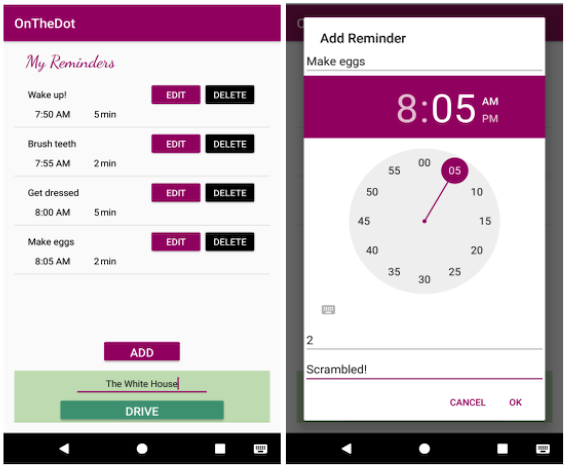 OnTheDot
My Reminders
Wake up! EDIT DELETE
7:50 AM 5 min
Brush teeth EDIT DELETE
7:55 AM 2 min
Get dressed EDIT DELETE
8:00 AM 5 min
Make eggs EDIT DELETE
8:05 AM 2 min
ADD
The White House
DRIVE
O
Add Reminder
Make eggs
8:05 AM
PM
00
55 05
50 10
45 15
40 20
35 25
30
2
Scrambled!
CANCEL OK